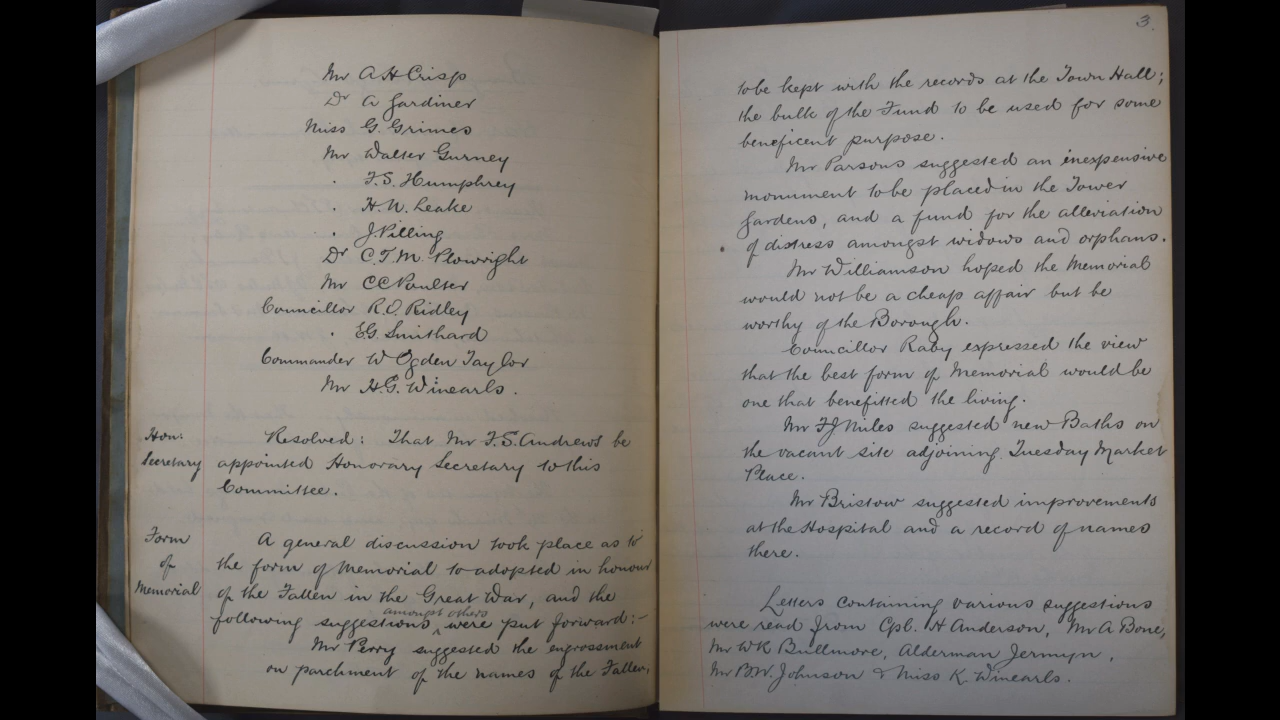 Mr A H Crisp
Dr A Gardiner
Miss G. Grimes
Mr Walter Gurney
. F. S. Humphrey
. H. N. Leake
. J Pilling
Dr C. T. M. Plowright
Mr C C Poulter
Councillor R. O. Ridley
. E G. Smithard
Commander W Ogden Taylor
Mr H. G. Winearls.
Hon: Secretary
Resolved: That Mr F. S. Andrews be
appointed Honorary Secretary to this
Committee.
Form of Memorial
A general discussion took place as to
the form of Memorial to adopted in honour
of the Fallen in the Great War, and the
following suggestions, amongst others were put forward:-
Mr Perry suggested the engrossment
on parchment of the names of the Fallen,
3.
to be kept with the records at the Town Hall;
the bulk of the Fund to be used for some
beneficent purpose.
Mr Parsons suggested an inexpensive
monument to be placed in the Tower
Gardens, and a fund for the alleviation
of distress amongst widows and orphans.
Mr Williamson hoped the Memorial
would not be a cheap affair but be
worthy of the Borough.
Councillor Raby expressed the view
that the best form of Memorial would be
one that benefitted the living.
Mr F J Miles suggested new Baths on
the vacant site adjoining Tuesday Market
Place.
Mr Bristow suggested improvements
at the Hospital and a record of names
there.
Letters containing various suggestions
were read from Cpl. H Anderson, Mr A Bone,
Mr W K Bullmore, Alderman Jermyn,
Mr B. W. Johnson & Miss K. Winearls.